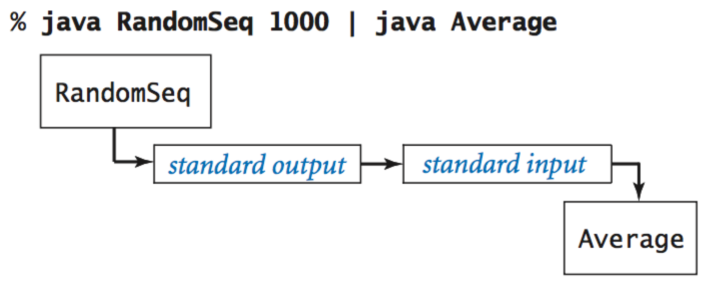 % java RandomSeq 1000 | java Average
RandomSeq
standard output
standard input
Average